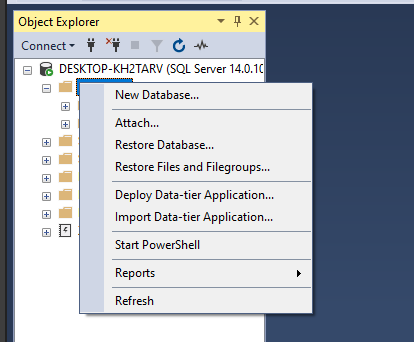 Object Explorer
Connect
DESKTOP-KH2TARV (SQL Server 14.0.10
New Database...
Attach...
Restore Database...
Restore Files and Filegroups...
Deploy Data-tier Application...
Import Data-tier Application...
Start PowerShell
Reports
Refresh